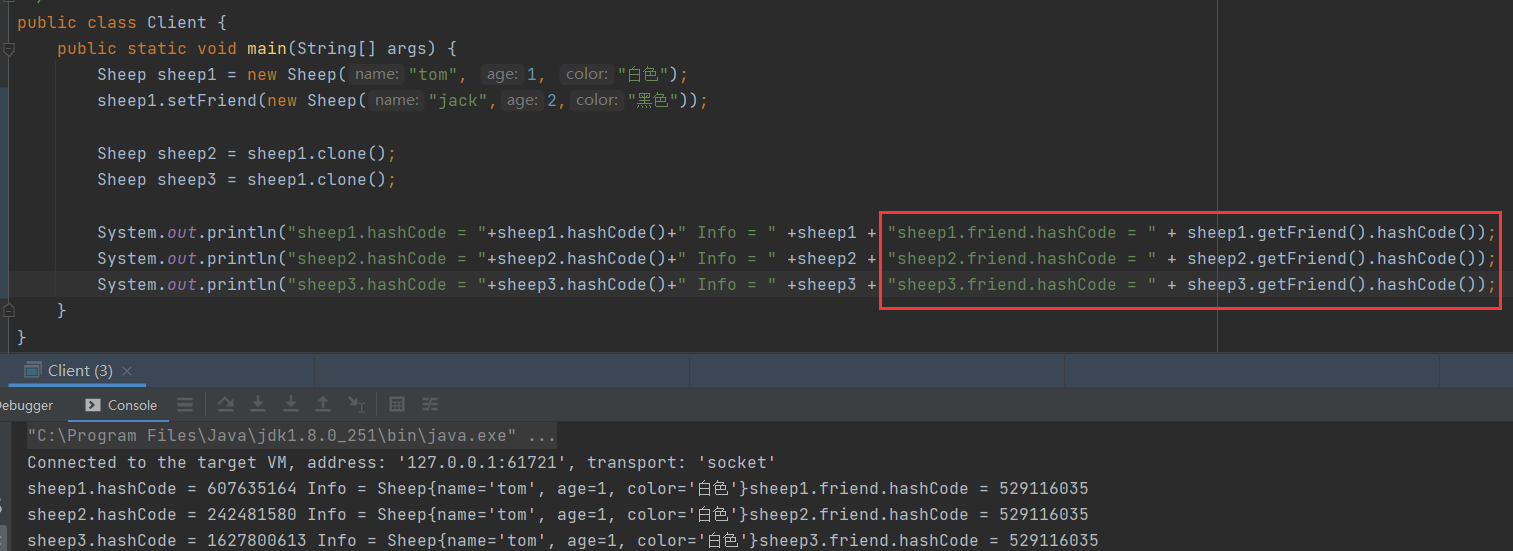 public class Client {
public static void main(String[] args) {
Sheep sheep1 = new Sheep( name: "tom", age: 1, color: "白色");
sheep1.setFriend(new Sheep( name: "jack", age: 2, color: "黑色"));
Sheep sheep2 = sheep1.clone();
Sheep sheep3 = sheep1.clone();
System.out.println("sheep1.hashCode = "+sheep1.hashCode()+" Info = " +sheep1 + "sheep1.friend.hashCode = " + sheep1.getFriend().hashCode());
System.out.println("sheep2.hashCode = "+sheep2.hashCode()+" Info = " +sheep2 + "sheep2.friend.hashCode = " + sheep2.getFriend().hashCode());
System.out.println("sheep3.hashCode = "+sheep3.hashCode()+" Info = " +sheep3 + "sheep3.friend.hashCode = " + sheep3.getFriend().hashCode());
}
}
Client (3)
ebugger Console
"C:\Program Files\Java\jdk1.8.0_251\bin\java.exe" ...
Connected to the target VM, address: '127.0.0.1:61721', transport: 'socket'
sheep1.hashCode = 607635164 Info = Sheep{name='tom', age=1, color='白色'}sheep1.friend.hashCode = 529116035
sheep2.hashCode = 242481580 Info = Sheep{name='tom', age=1, color='白色'}sheep2.friend.hashCode = 529116035
sheep3.hashCode = 1627800613 Info = Sheep{name='tom', age=1, color='白色'}sheep3.friend.hashCode = 529116035